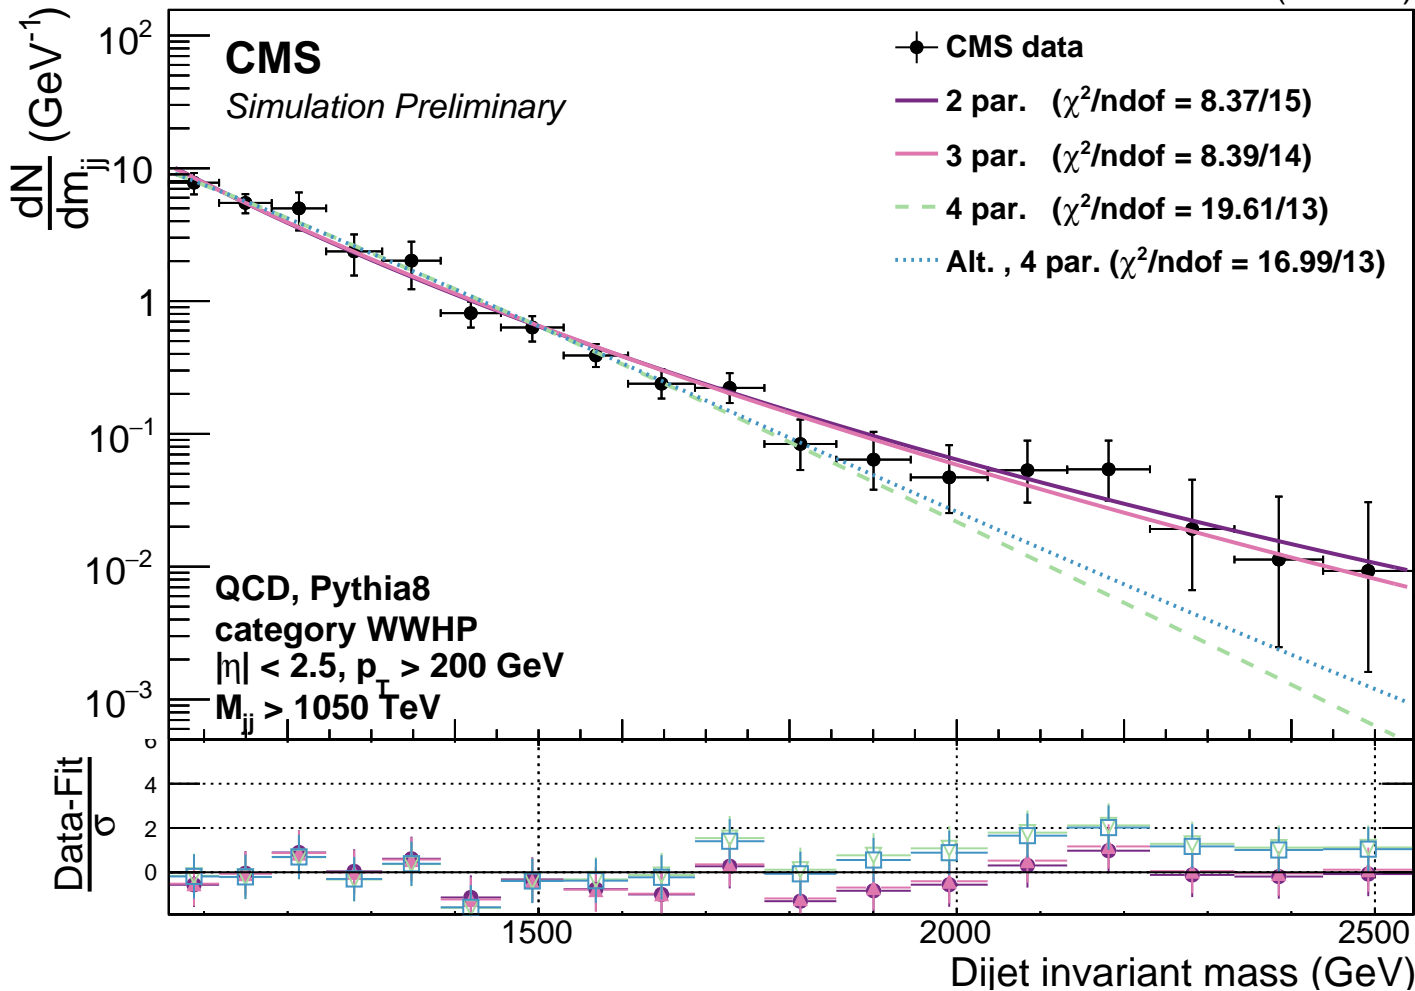 CMS
Simulation Preliminary
CMS data
2 par. (χ²/ndof = 8.37/15)
3 par. (χ²/ndof = 8.39/14)
4 par. (χ²/ndof = 19.61/13)
Alt. , 4 par. (χ²/ndof = 16.99/13)
dN/dm_jj (GeV⁻¹)
10²
10
1
10⁻¹
10⁻²
10⁻³
QCD, Pythia8
category WWHP
|η| < 2.5, p_T > 200 GeV
M_jj > 1050 TeV
Data-Fit/σ
6
4
2
0
1500 2000 2500
Dijet invariant mass (GeV)